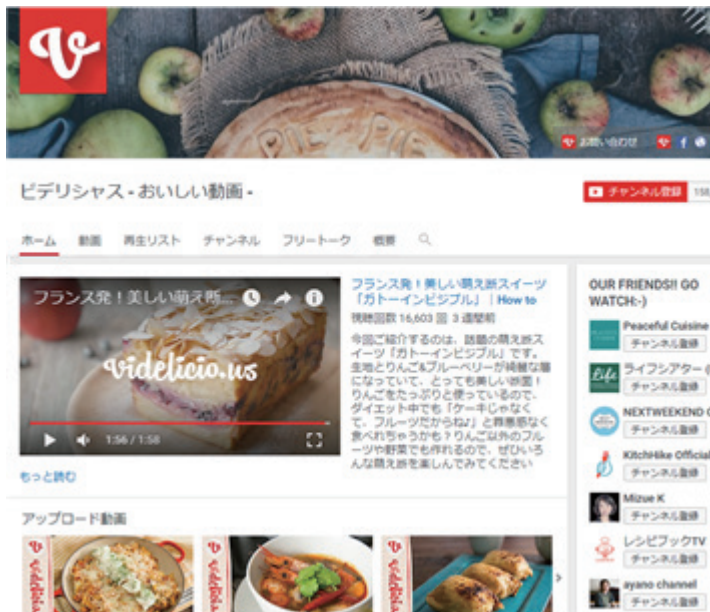 PIE PIE
お問い合わせ
ビデリシャス - おいしい動画 -
チャンネル登録 158
ホーム 動画 再生リスト チャンネル フリートーク 概要
フランス発！美しい萌え断...
videlicio.us
1:56 / 1:58
フランス発！美しい萌え断スイーツ
「ガトーインビジブル」｜How to
視聴回数 16,603 回 3 週間前
今回ご紹介するのは、話題の萌え断ス
イーツ「ガトーインビジブル」です。
生地とりんご&ブルーベリーが綺麗な層
になっていて、とっても美しい断面！
りんごをたっぷりと使っているので、
ダイエット中でも「ケーキじゃなく
て、フルーツだからね♪」と罪悪感なく
食べれちゃうかも？りんご以外のフル
ーツや野菜でも作れるので、ぜひいろ
んな萌え断を楽しんでみてください
もっと読む
アップロード動画
OUR FRIENDS!! GO
WATCH:-)
Peaceful Cuisine
チャンネル登録
Life
ライフシアター (
チャンネル登録
NEXTWEEKEND
チャンネル登録
KitchHike Official
チャンネル登録
Mizue K
チャンネル登録
レシピブックTV
チャンネル登録
ayano channel
チャンネル登録